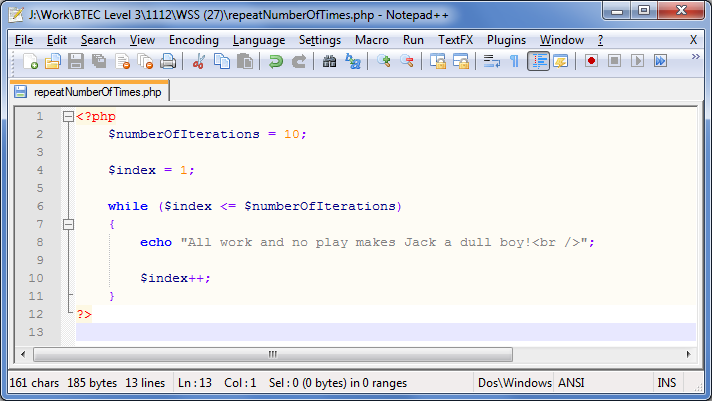 J:\Work\BTEC Level 3\1112\WSS (27)\repeatNumberOfTimes.php - Notepad++
File Edit Search View Encoding Language Settings Macro Run TextFX Plugins Window ? X
repeatNumberOfTimes.php
1 <?php
2 $numberOfIterations = 10;
3
4 $index = 1;
5
6 while ($index <= $numberOfIterations)
7 {
8 echo "All work and no play makes Jack a dull boy!<br />";
9
10 $index++;
11 }
12 ?>
13
161 chars 185 bytes 13 lines Ln : 13 Col : 1 Sel : 0 (0 bytes) in 0 ranges Dos\Windows ANSI INS